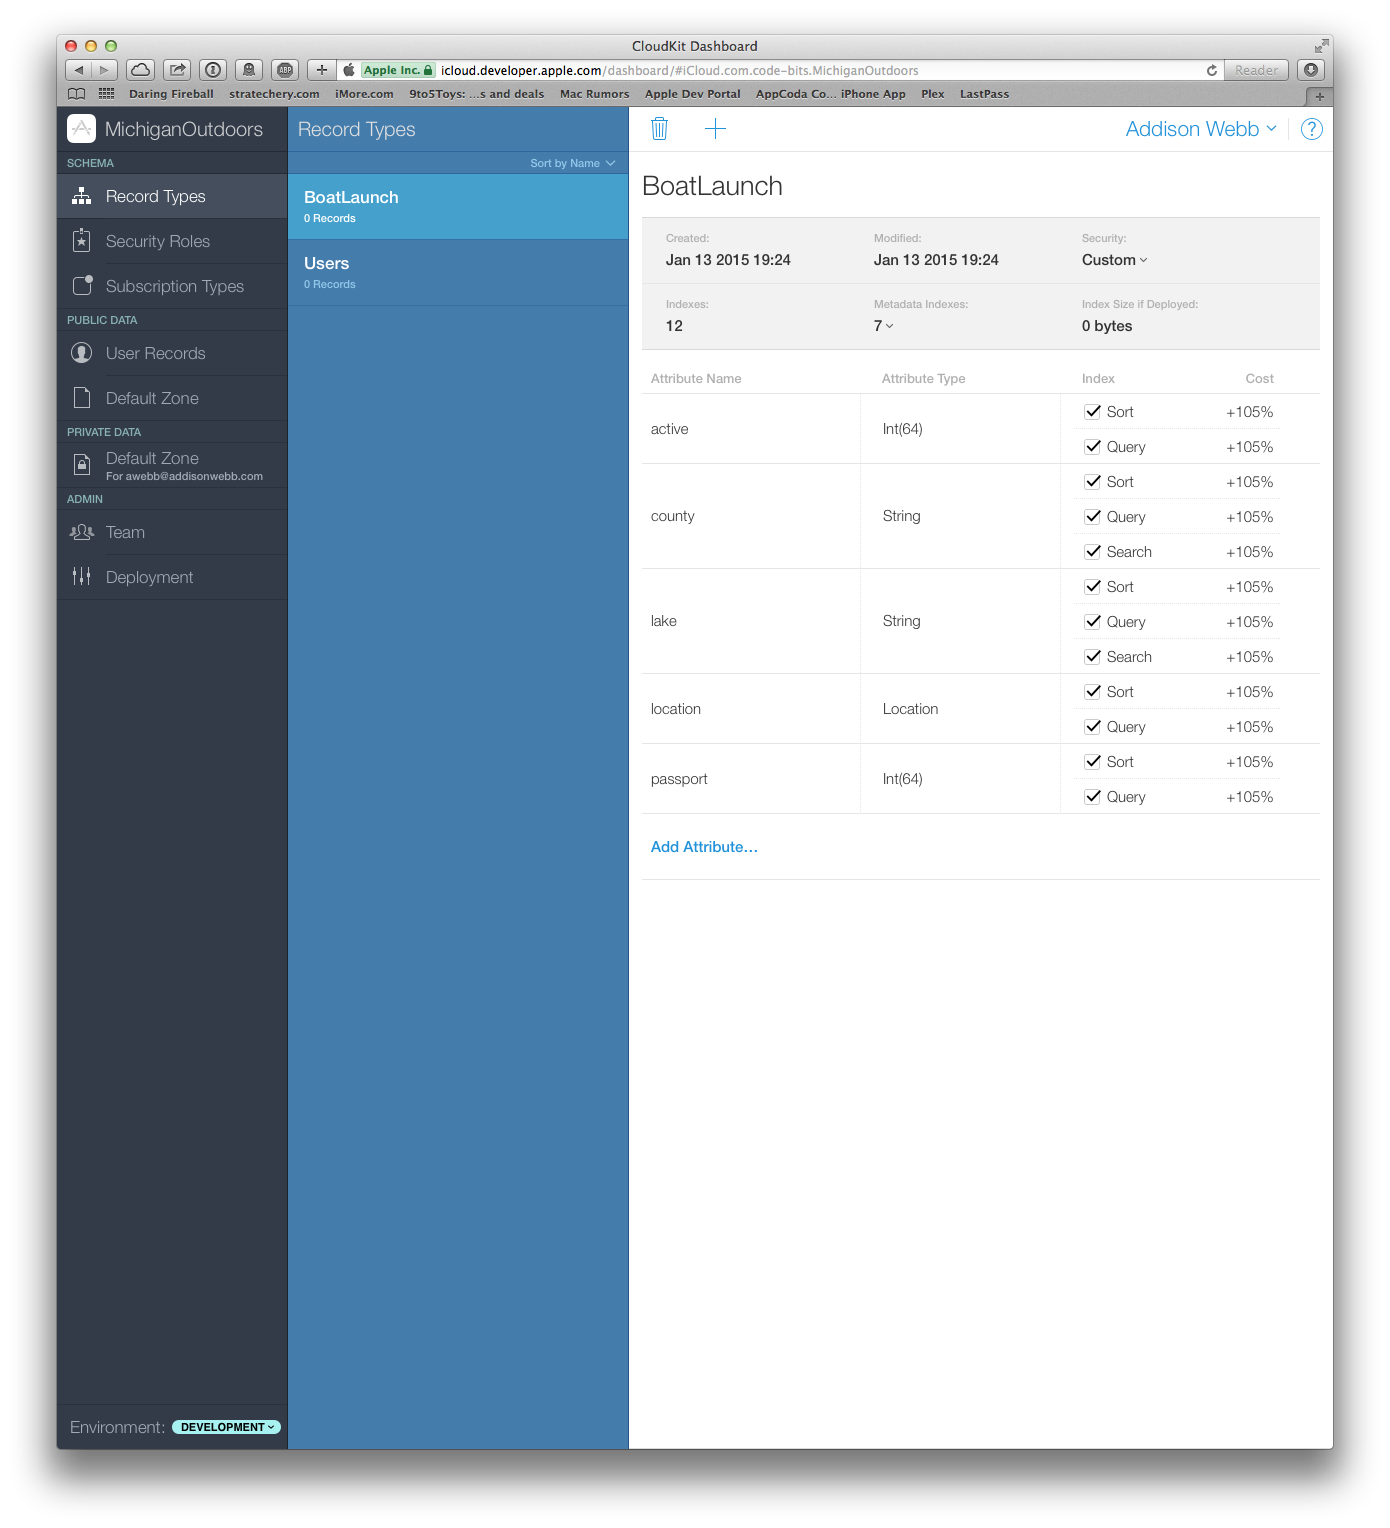 CloudKit Dashboard
ABP
Apple Inc. icloud.developer.apple.com/dashboard/#iCloud.com.code-bits.MichiganOutdoors
Reader
Daring Fireball stratechery.com iMore.com 9to5Toys: ...s and deals Mac Rumors Apple Dev Portal AppCoda Co... iPhone App Plex LastPass
MichiganOutdoors
SCHEMA
Record Types
Security Roles
Subscription Types
PUBLIC DATA
User Records
Default Zone
PRIVATE DATA
Default Zone
For awebb@addisonwebb.com
ADMIN
Team
Deployment
Environment: DEVELOPMENT
Record Types
Sort by Name
BoatLaunch
0 Records
Users
0 Records
Addison Webb ?
BoatLaunch
Created: Modified: Security:
Jan 13 2015 19:24 Jan 13 2015 19:24 Custom
Indexes: Metadata Indexes: Index Size if Deployed:
12 7 0 bytes
Attribute Name Attribute Type Index Cost
active Int(64)
Sort +105%
Query +105%
county String
Sort +105%
Query +105%
Search +105%
lake String
Sort +105%
Query +105%
Search +105%
location Location
Sort +105%
Query +105%
passport Int(64)
Sort +105%
Query +105%
Add Attribute...